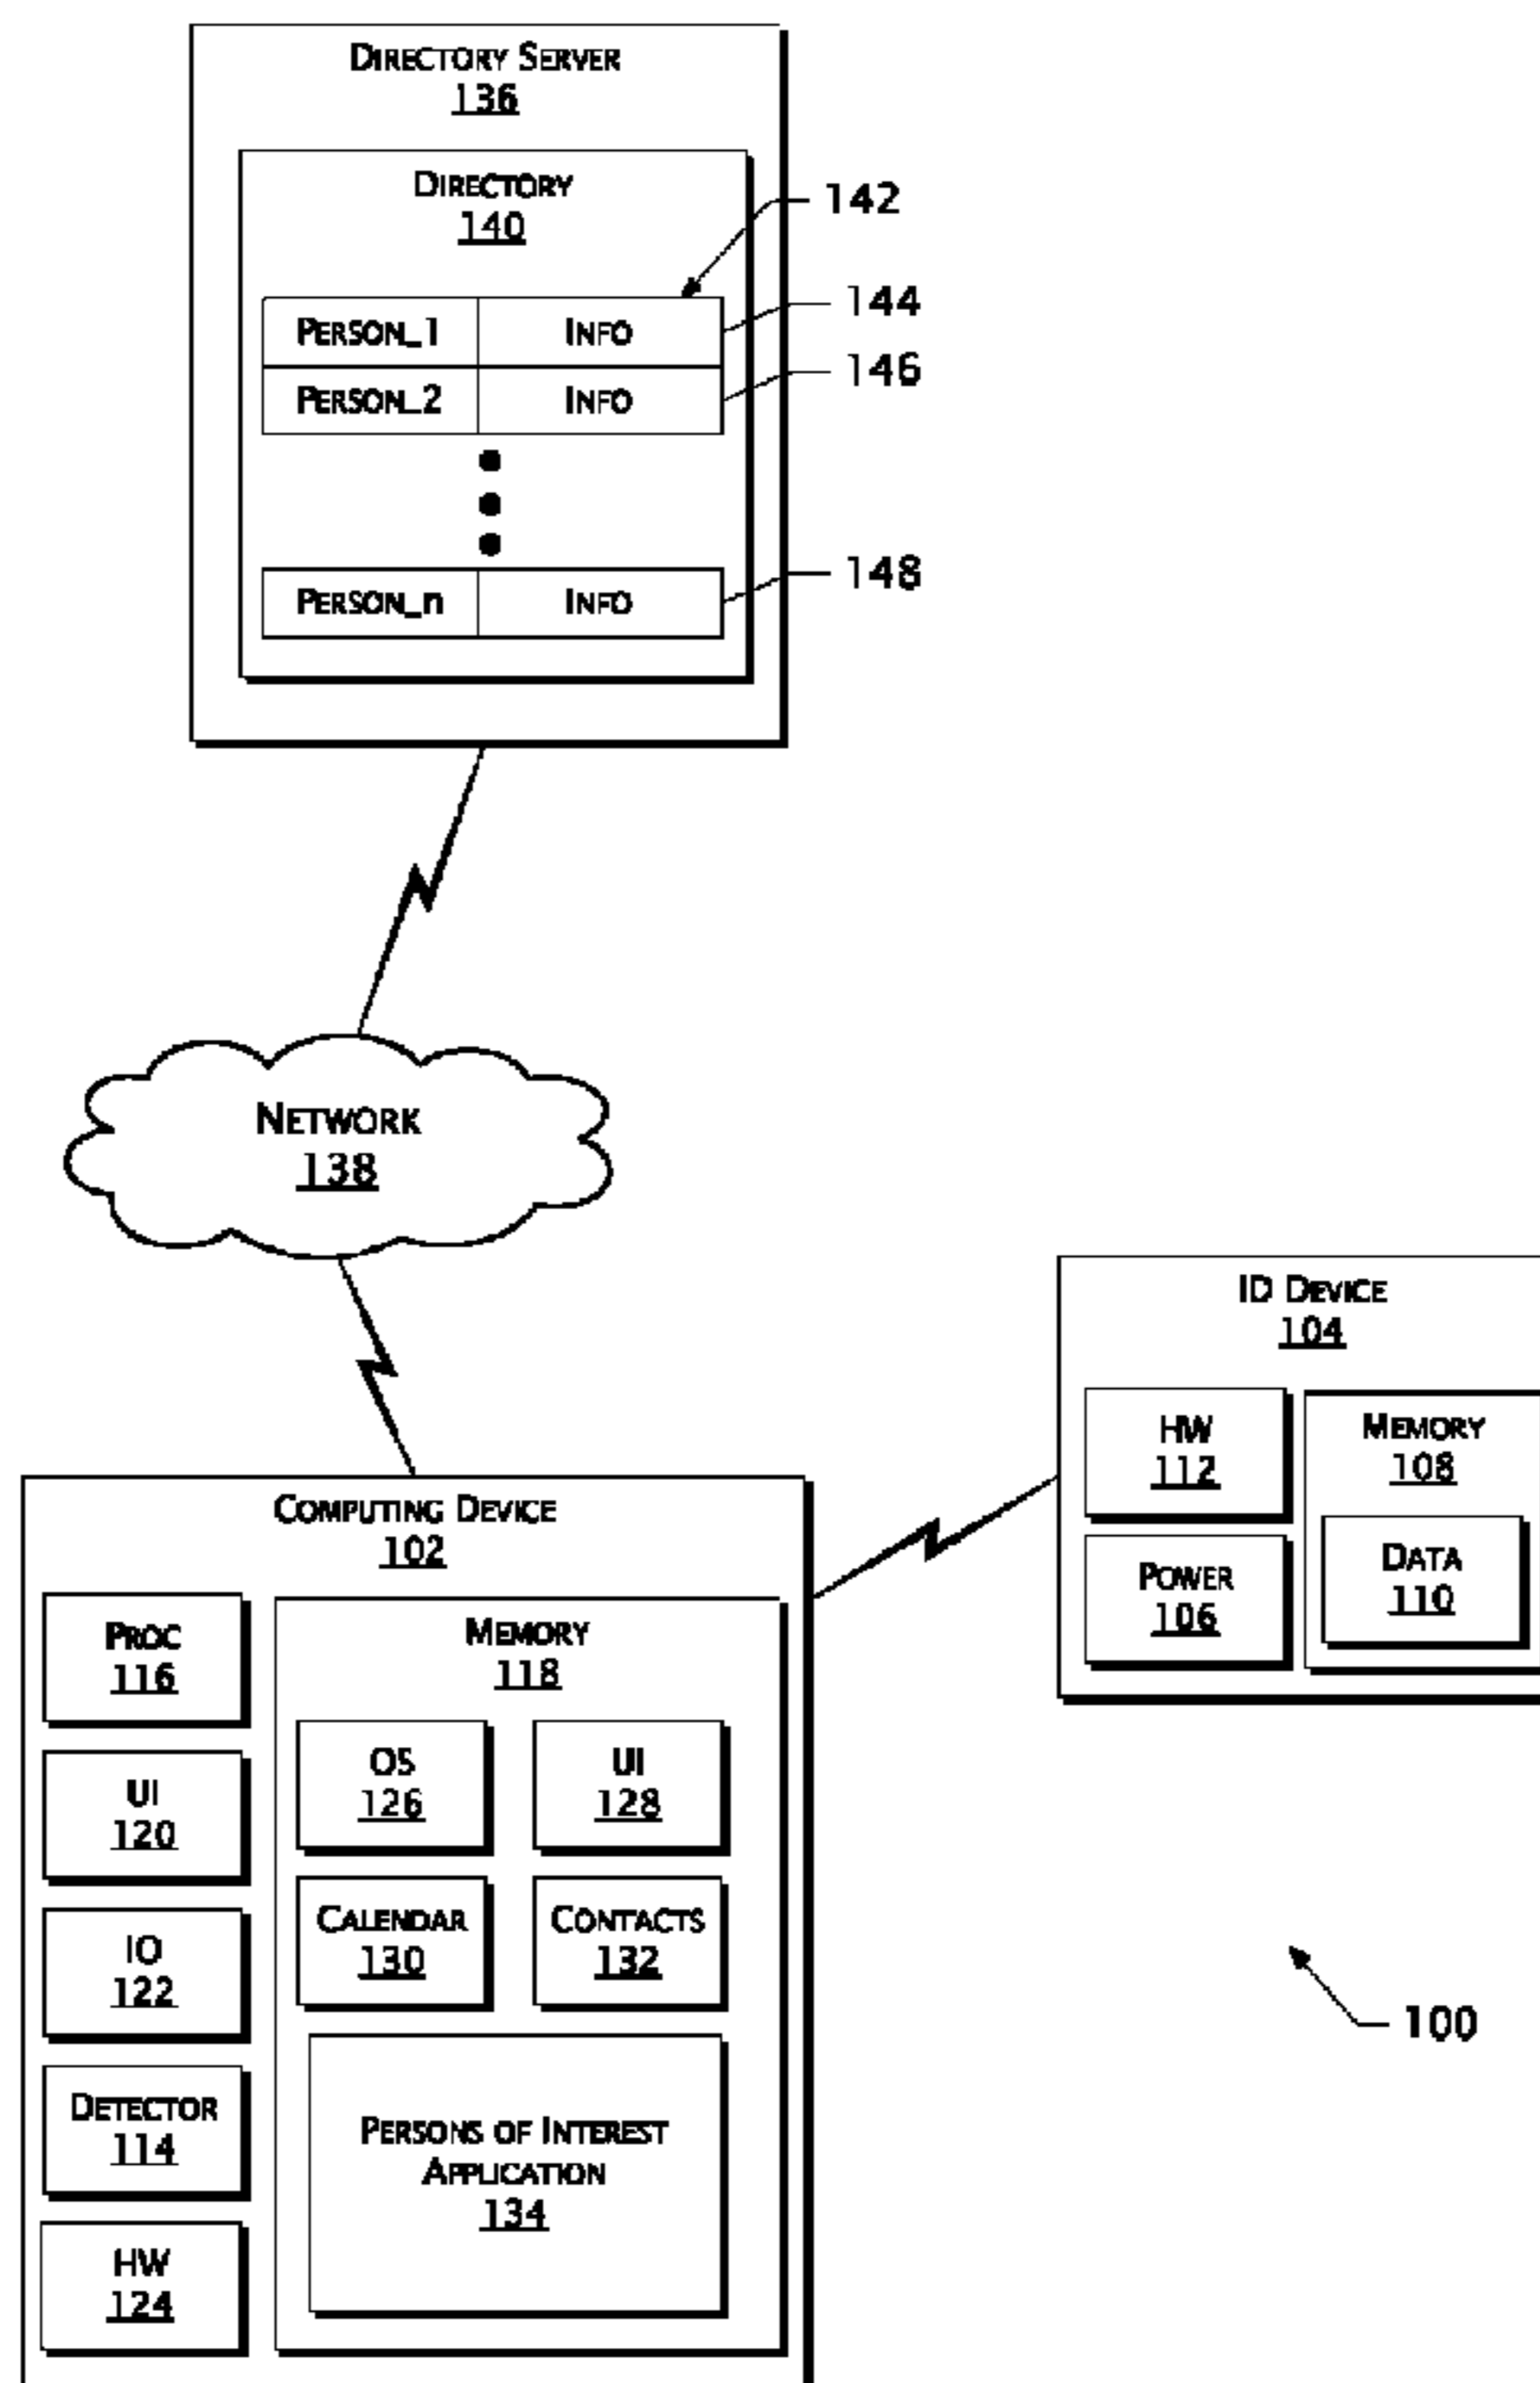 DIRECTORY SERVER
136
DIRECTORY
140
142
PERSON_1 INFO
144
PERSON_2 INFO
146
PERSON_n INFO
148
NETWORK
138
ID DEVICE
104
HW
112
MEMORY
108
POWER
106
DATA
110
COMPUTING DEVICE
102
PROC
116
MEMORY
118
UI
120
OS
126
UI
128
IO
122
CALENDAR
130
CONTACTS
132
DETECTOR
114
PERSONS OF INTEREST
APPLICATION
134
HW
124
100